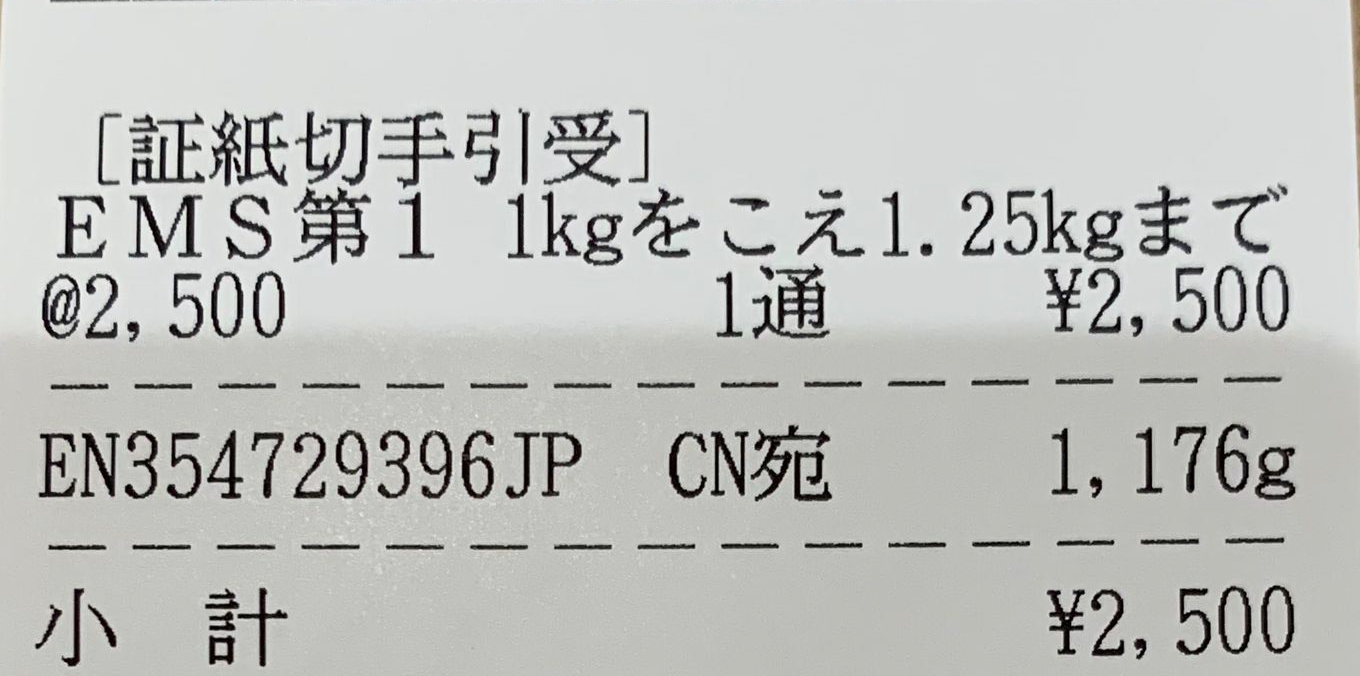 [証紙切手引受]
EMS第1 1kgをこえ1.25kgまで
@2,500 1通 ¥2,500
EN354729396JP CN宛 1,176g
小 計 ¥2,500